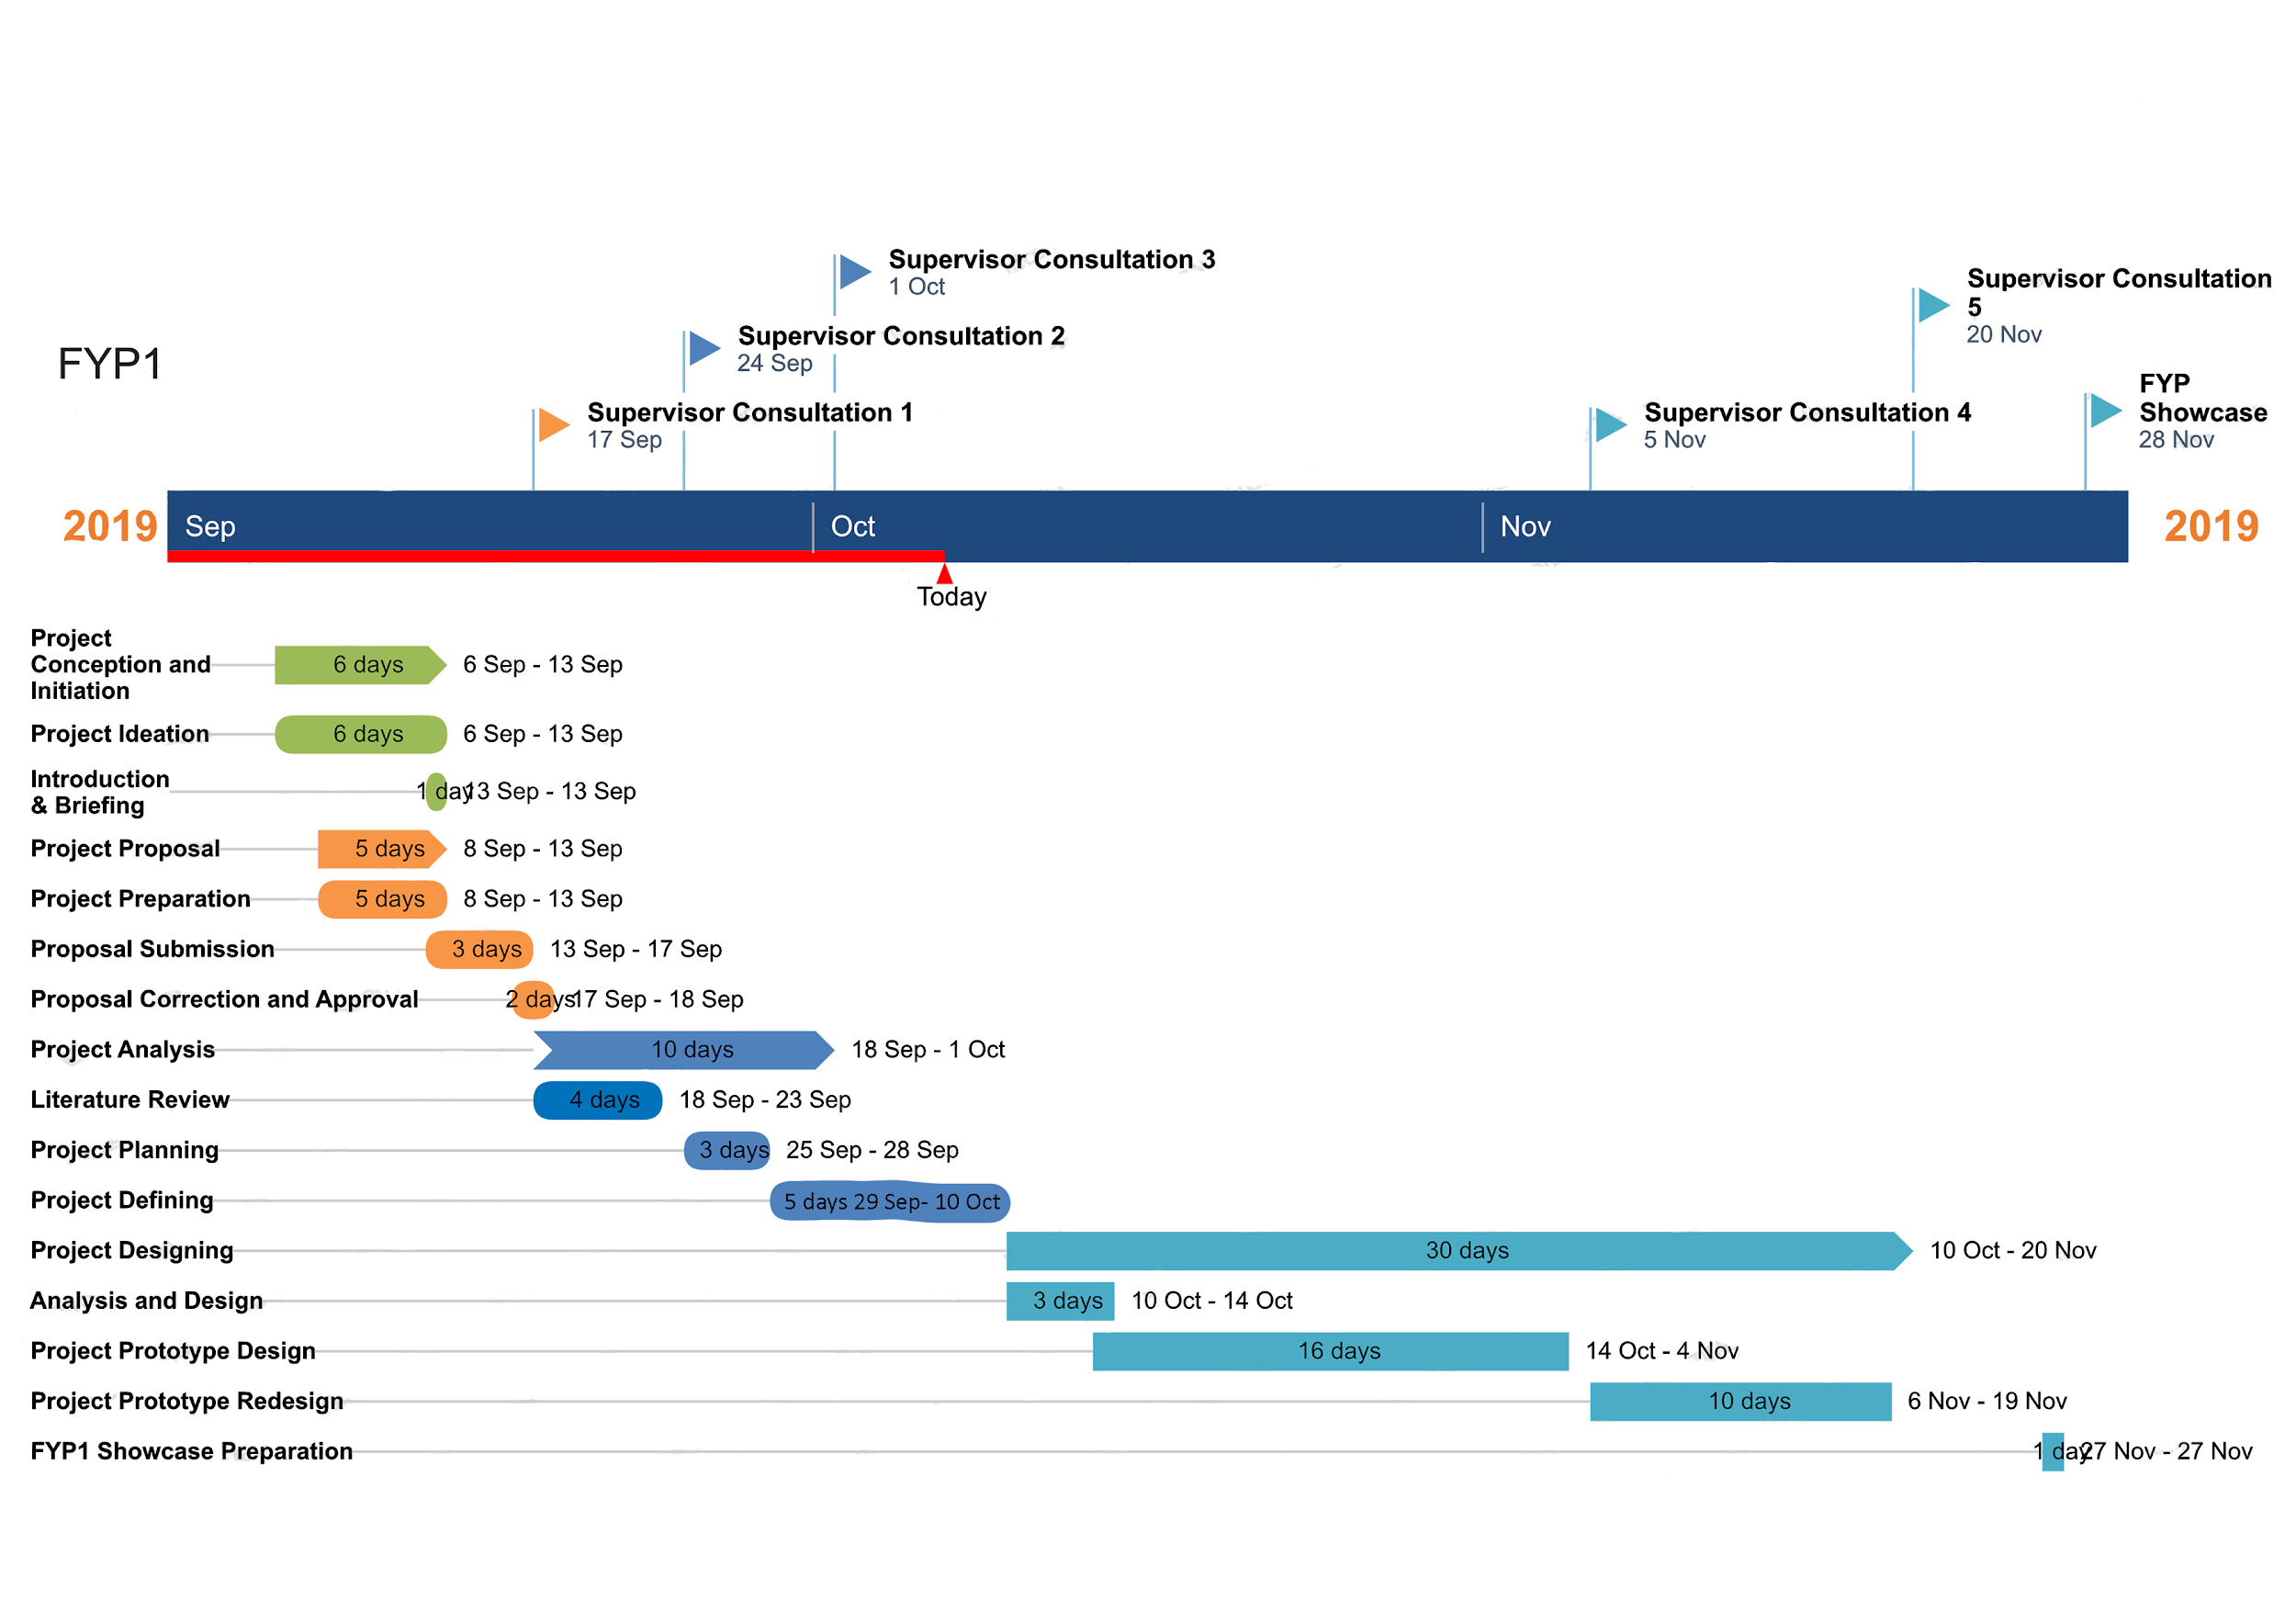 Supervisor Consultation 3
1 Oct
Supervisor Consultation
5
20 Nov
Supervisor Consultation 2
24 Sep
FYP1
FYP
Showcase
28 Nov
Supervisor Consultation 1
17 Sep
Supervisor Consultation 4
5 Nov
2019 Sep Oct Nov 2019
Today
Project
Conception and
Initiation
6 days 6 Sep - 13 Sep
Project Ideation 6 days 6 Sep - 13 Sep
Introduction
& Briefing
1 day 13 Sep - 13 Sep
Project Proposal 5 days 8 Sep - 13 Sep
Project Preparation 5 days 8 Sep - 13 Sep
Proposal Submission 3 days 13 Sep - 17 Sep
Proposal Correction and Approval 2 days 17 Sep - 18 Sep
Project Analysis 10 days 18 Sep - 1 Oct
Literature Review 4 days 18 Sep - 23 Sep
Project Planning 3 days 25 Sep - 28 Sep
Project Defining 5 days 29 Sep- 10 Oct
Project Designing 30 days 10 Oct - 20 Nov
Analysis and Design 3 days 10 Oct - 14 Oct
Project Prototype Design 16 days 14 Oct - 4 Nov
Project Prototype Redesign 10 days 6 Nov - 19 Nov
FYP1 Showcase Preparation 1 day 27 Nov - 27 Nov